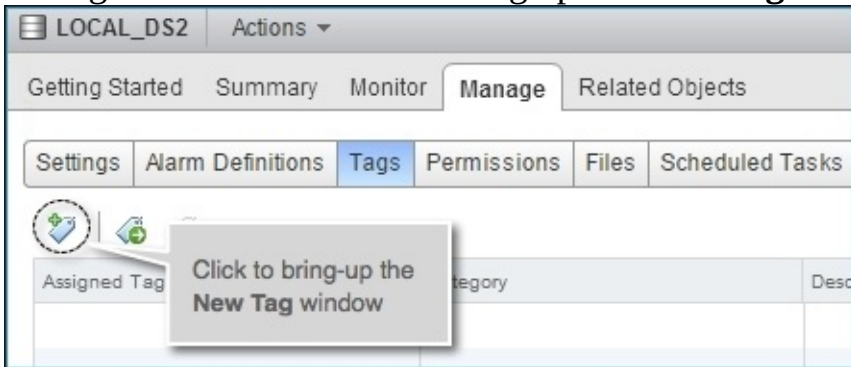 LOCAL_DS2 Actions
Getting Started Summary Monitor Manage Related Objects
Settings Alarm Definitions Tags Permissions Files Scheduled Tasks
Click to bring-up the
New Tag window
Assigned Tag tegory Desc